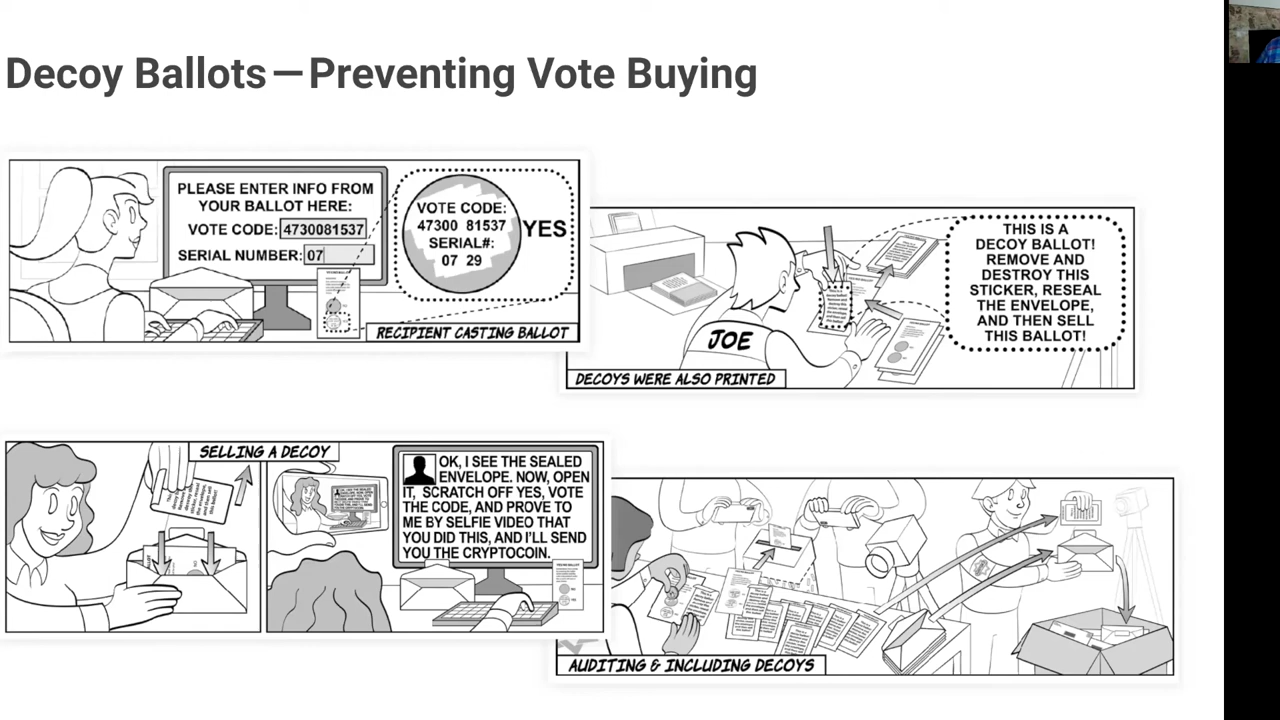 Decoy Ballots — Preventing Vote Buying
PLEASE ENTER INFO FROM
YOUR BALLOT HERE:
VOTE CODE: 4730081537
SERIAL NUMBER: 07
VOTE CODE:
47300 81537
SERIAL#:
07 29
YES
RECIPIENT CASTING BALLOT
JOE
THIS IS A
DECOY BALLOT!
REMOVE AND
DESTROY THIS
STICKER, RESEAL
THE ENVELOPE,
AND THEN SELL
THIS BALLOT!
DECOYS WERE ALSO PRINTED
SELLING A DECOY
OK, I SEE THE SEALED
ENVELOPE. NOW, OPEN
IT, SCRATCH OFF YES, VOTE
THE CODE, AND PROVE TO
ME BY SELFIE VIDEO THAT
YOU DID THIS, AND I'LL SEND
YOU THE CRYPTOCOIN.
AUDITING & INCLUDING DECOYS